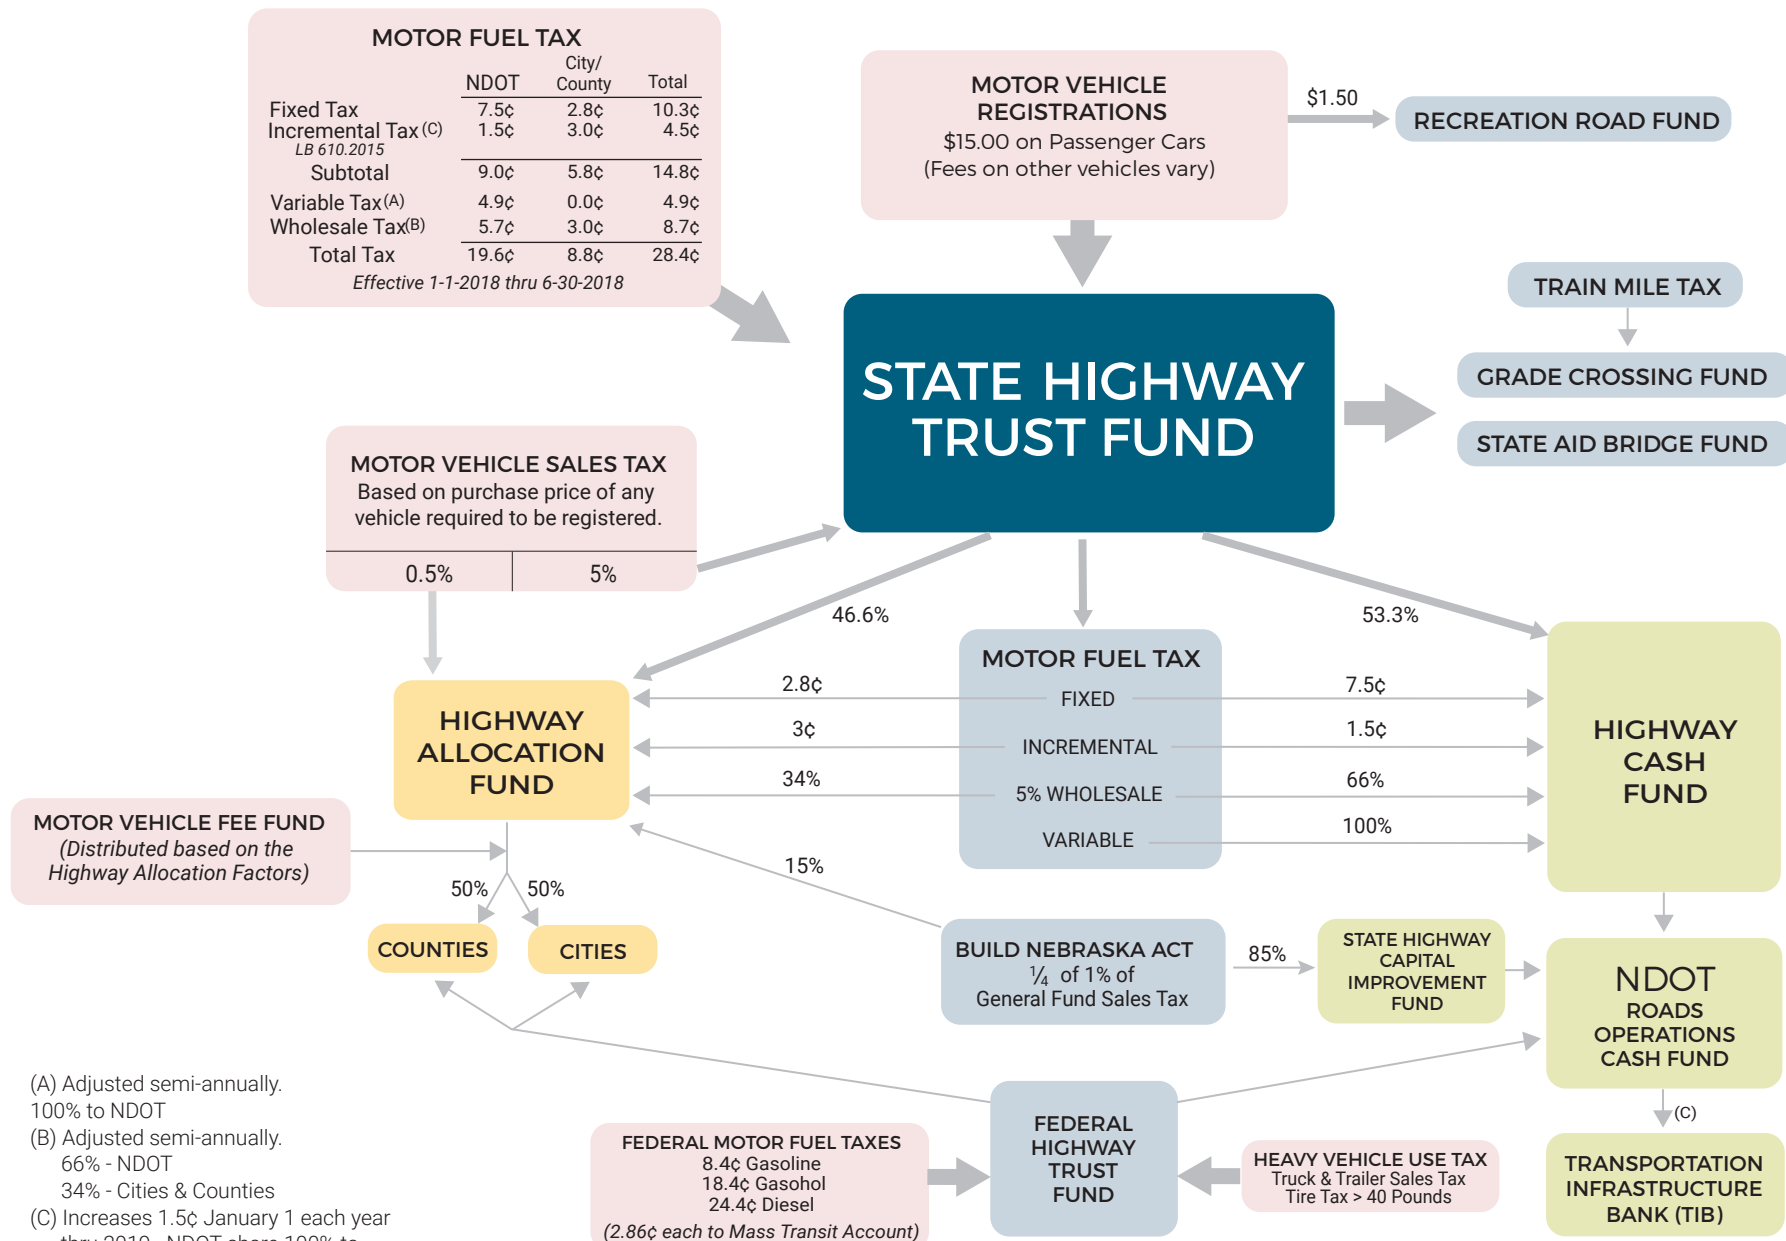 MOTOR FUEL TAX
NDOT City/ County Total
Fixed Tax 7.5¢ 2.8¢ 10.3¢
Incremental Tax (C) 1.5¢ 3.0¢ 4.5¢
LB 610.2015
Subtotal 9.0¢ 5.8¢ 14.8¢
Variable Tax (A) 4.9¢ 0.0¢ 4.9¢
Wholesale Tax(B) 5.7¢ 3.0¢ 8.7¢
Total Tax 19.6¢ 8.8¢ 28.4¢
Effective 1-1-2018 thru 6-30-2018
MOTOR VEHICLE
REGISTRATIONS
$15.00 on Passenger Cars
(Fees on other vehicles vary)
$1.50
RECREATION ROAD FUND
TRAIN MILE TAX
GRADE CROSSING FUND
STATE AID BRIDGE FUND
STATE HIGHWAY
TRUST FUND
MOTOR VEHICLE SALES TAX
Based on purchase price of any
vehicle required to be registered.
0.5% 5%
46.6%
53.3%
MOTOR FUEL TAX
2.8¢ FIXED 7.5¢
3¢ INCREMENTAL 1.5¢
34% 5% WHOLESALE 66%
VARIABLE 100%
HIGHWAY
ALLOCATION
FUND
HIGHWAY
CASH
FUND
MOTOR VEHICLE FEE FUND
(Distributed based on the
Highway Allocation Factors)
50% 50%
COUNTIES
CITIES
15%
BUILD NEBRASKA ACT
¼ of 1% of
General Fund Sales Tax
85%
STATE HIGHWAY
CAPITAL
IMPROVEMENT
FUND
NDOT
ROADS
OPERATIONS
CASH FUND
(C)
TRANSPORTATION
INFRASTRUCTURE
BANK (TIB)
FEDERAL
HIGHWAY
TRUST
FUND
FEDERAL MOTOR FUEL TAXES
8.4¢ Gasoline
18.4¢ Gasohol
24.4¢ Diesel
(2.86¢ each to Mass Transit Account)
HEAVY VEHICLE USE TAX
Truck & Trailer Sales Tax
Tire Tax > 40 Pounds
(A) Adjusted semi-annually.
100% to NDOT
(B) Adjusted semi-annually.
66% - NDOT
34% - Cities & Counties
(C) Increases 1.5¢ January 1 each year
thru 2019 - NDOT share 100% to